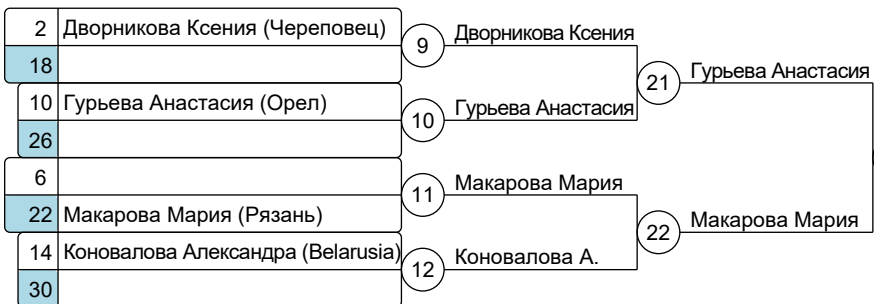 2 Дворникова Ксения (Череповец)
9 Дворникова Ксения
18
21 Гурьева Анастасия
10 Гурьева Анастасия (Орел)
10 Гурьева Анастасия
26
6
11 Макарова Мария
22 Макарова Мария (Рязань)
22 Макарова Мария
14 Коновалова Александра (Belarusia)
12 Коновалова А.
30